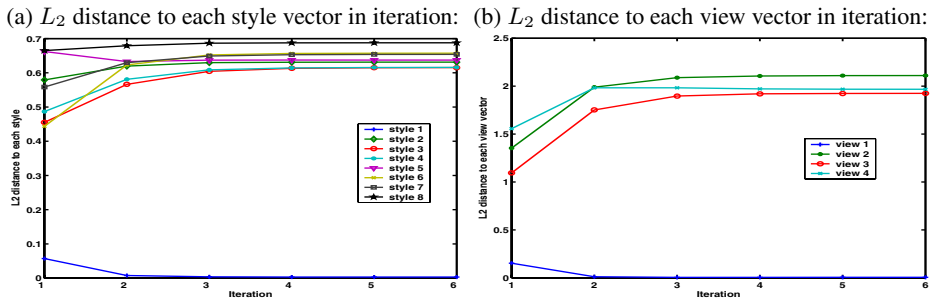 (a) L2 distance to each style vector in iteration:
(b) L2 distance to each view vector in iteration:
L2 distance to each style
0.7
0.6
0.5
0.4
0.3
0.2
0.1
0
1 2 3 4 5 6
Iteration
style 1
style 2
style 3
style 4
style 5
style 6
style 7
style 8
L2 distance to each view vector
2.5
2
1.5
1
0.5
0
1 2 3 4 5 6
Iteration
view 1
view 2
view 3
view 4